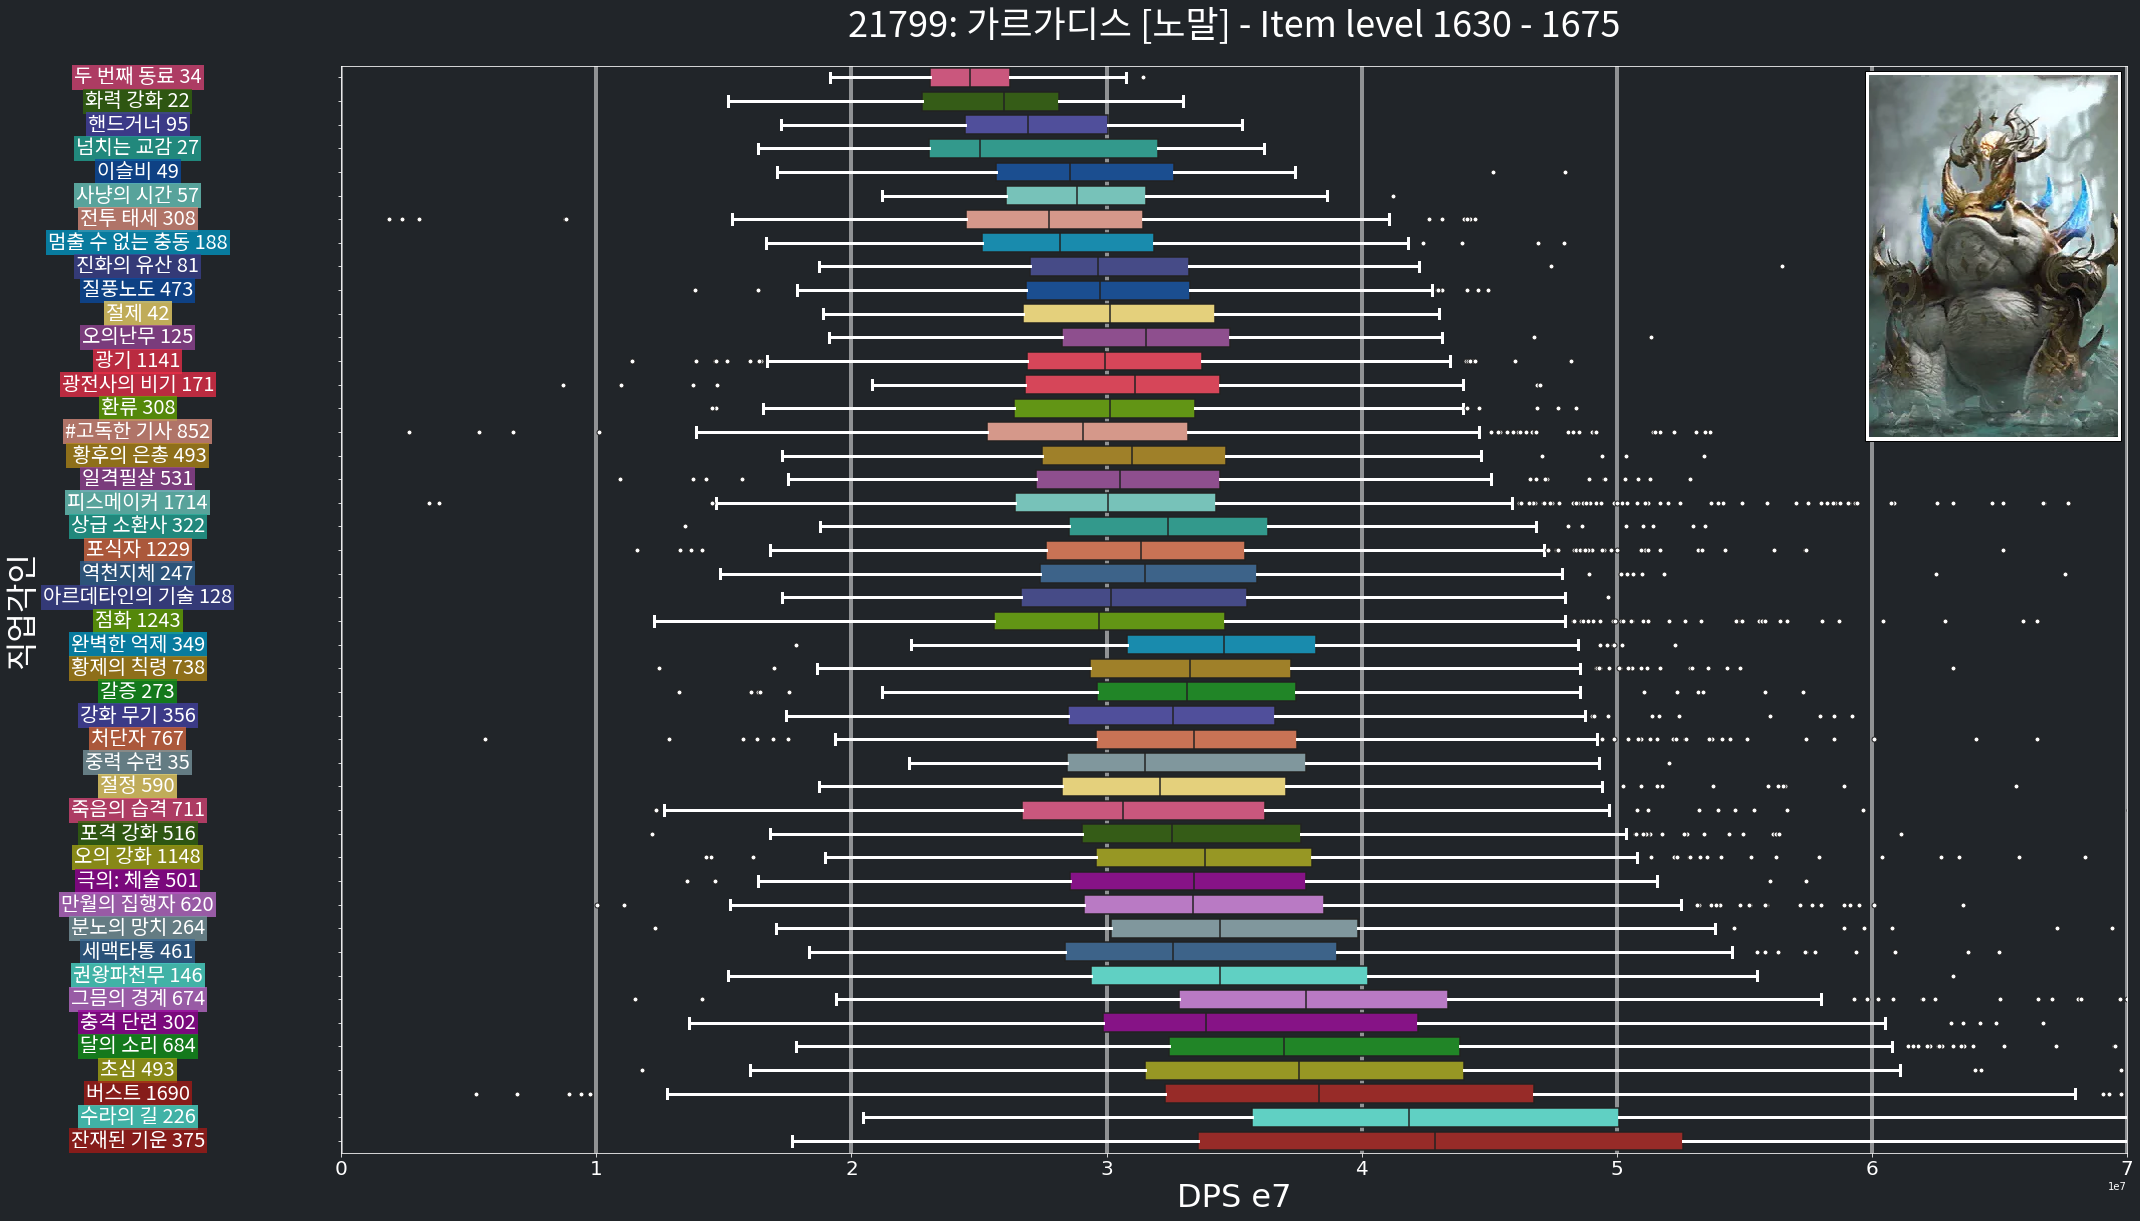 21799: 가르가디스 [노말] - Item level 1630 - 1675
두 번째 동료 34
화력 강화 22
핸드거너 95
넘치는 교감 27
이슬비 49
사냥의 시간 57
전투 태세 308
멈출 수 없는 충동 188
진화의 유산 81
질풍노도 473
절제 42
오의난무 125
광기 1141
광전사의 비기 171
환류 308
#고독한 기사 852
황후의 은총 493
일격필살 531
피스메이커 1714
상급 소환사 322
포식자 1229
역천지체 247
아르데타인의 기술 128
점화 1243
완벽한 억제 349
황제의 칙령 738
갈증 273
강화 무기 356
처단자 767
중력 수련 35
절정 590
죽음의 습격 711
포격 강화 516
오의 강화 1148
극의: 체술 501
만월의 집행자 620
분노의 망치 264
세맥타통 461
권왕파천무 146
그믐의 경계 674
충격 단련 302
달의 소리 684
초심 493
버스트 1690
수라의 길 226
잔재된 기운 375
직업각인
0 1 2 3 4 5 6 7
DPS e7
1e7